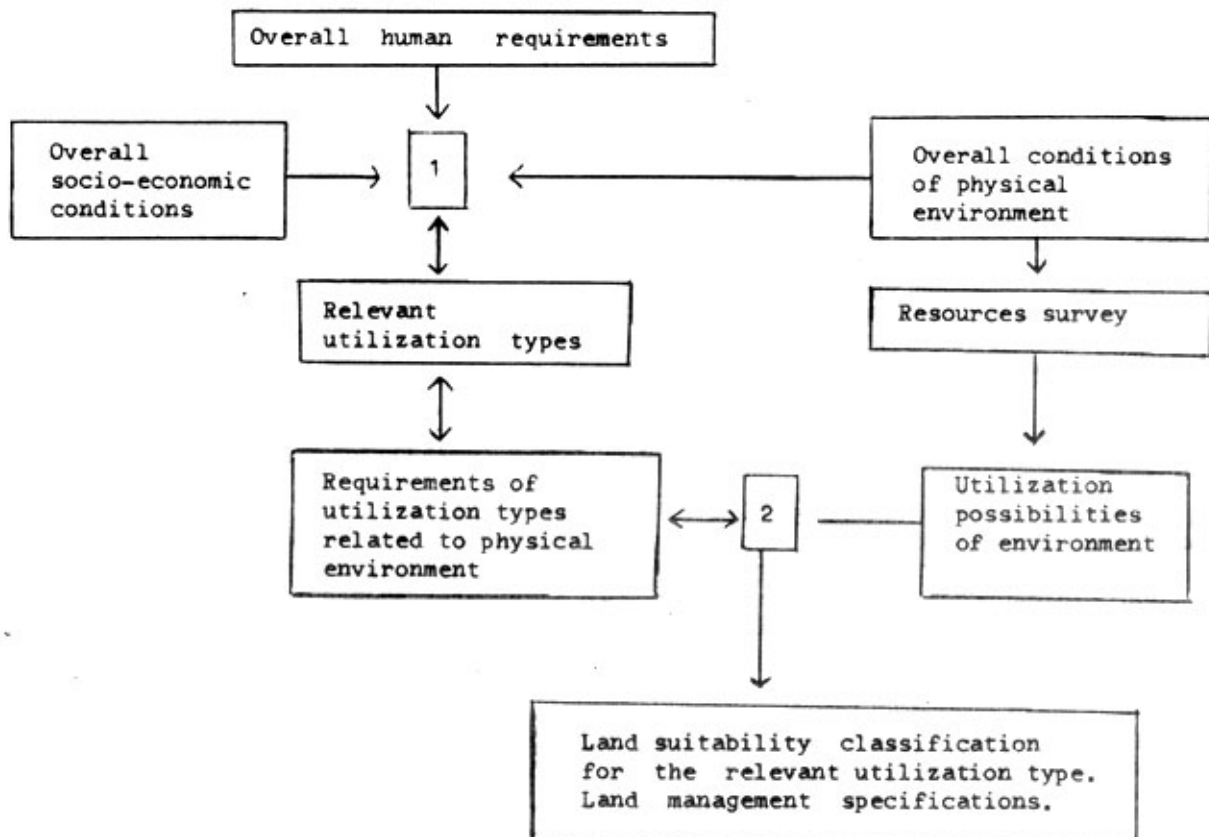 Overall human requirements
Overall
socio-economic
conditions
1
Overall conditions
of physical
environment
Relevant
utilization types
Resources survey
Requirements of
utilization types
related to physical
environment
2
Utilization
possibilities
of environment
Land suitability classification
for the relevant utilization type.
Land management specifications.